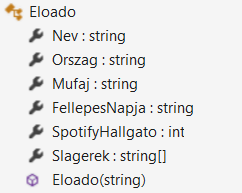 Eloado
Nev : string
Orszag : string
Mufaj : string
FellepesNapja : string
SpotifyHallgato : int
Slagerek : string[]
Eloado(string)